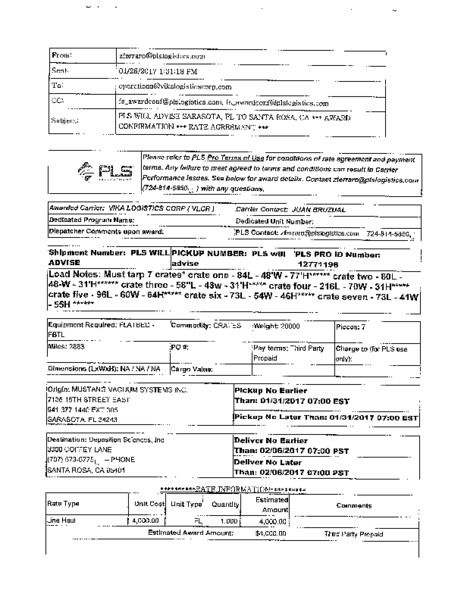 From: zferraro@plslogistics.com
Sent: 01/26/2017 1:31:18 PM
To: operations@vikalogisticscorp.com
CC: fs_awardconf@plslogistics.com, fs_awardconf@plslogistics.com
Subject: PLS WILL ADVISE SARASOTA, FL TO SANTA ROSA, CA *** AWARD
CONFIRMATION *** RATE AGREEMENT ***
PLS
Please refer to PLS Pro Terms of Use for conditions of rate agreement and payment
terms. Any failure to meet agreed to terms and conditions can result in Carrier
Performance Issues. See below for award details. Contact zferraro@plslogistics.com
(724-814-5850, ) with any questions.
Awarded Carrier: VIKA LOGISTICS CORP ( VLCR ) Carrier Contact: JUAN BRUZUAL
Dedicated Program Name: Dedicated Unit Number:
Dispatcher Comments upon award: PLS Contact: zferraro@plslogistics.com 724-814-5850,
Shipment Number: PLS WILL PICKUP NUMBER: PLS will PLS PRO ID Number:
ADVISE advise 12771196
Load Notes: Must tarp 7 crates* crate one - 84L - 48'W - 77'H****** crate two - 80L -
48-W - 31'H****** crate three - 58"L - 43w - 31'H***** crate four - 216L - 70W - 31H*****
crate five - 96L - 60W - 64H***** crate six - 73L - 54W - 46H***** crate seven - 73L - 41W
- 55H ******
Equipment Required: FLATBED - Commodity: CRATES Weight: 20000 Pieces: 7
FBTL
Miles: 2883 PO #: Pay terms: Third Party Charge to (for PLS use
Prepaid only):
Dimensions (LxWxH): NA / NA / NA Cargo Value:
Origin: MUSTANG VACUUM SYSTEMS INC. Pickup No Earlier
7135 16TH STREET EAST Than: 01/31/2017 07:00 EST
941 377 1440 EXT 305
Pickup No Later Than: 01/31/2017 07:00 EST
SARASOTA, FL 34243
Destination: Deposition Sciences, Inc Deliver No Earlier
3300 COFFEY LANE Than: 02/06/2017 07:00 PST
(707) 573-6775, -- PHONE Deliver No Later
SANTA ROSA, CA 95401 Than: 02/06/2017 07:00 PST
**********RATE INFORMATION**********
Rate Type Unit Cost Unit Type Quantity Estimated Amount Comments
Line Haul 4,000.00 FL 1.000 4,000.00
Estimated Award Amount: $4,000.00 Third Party Prepaid